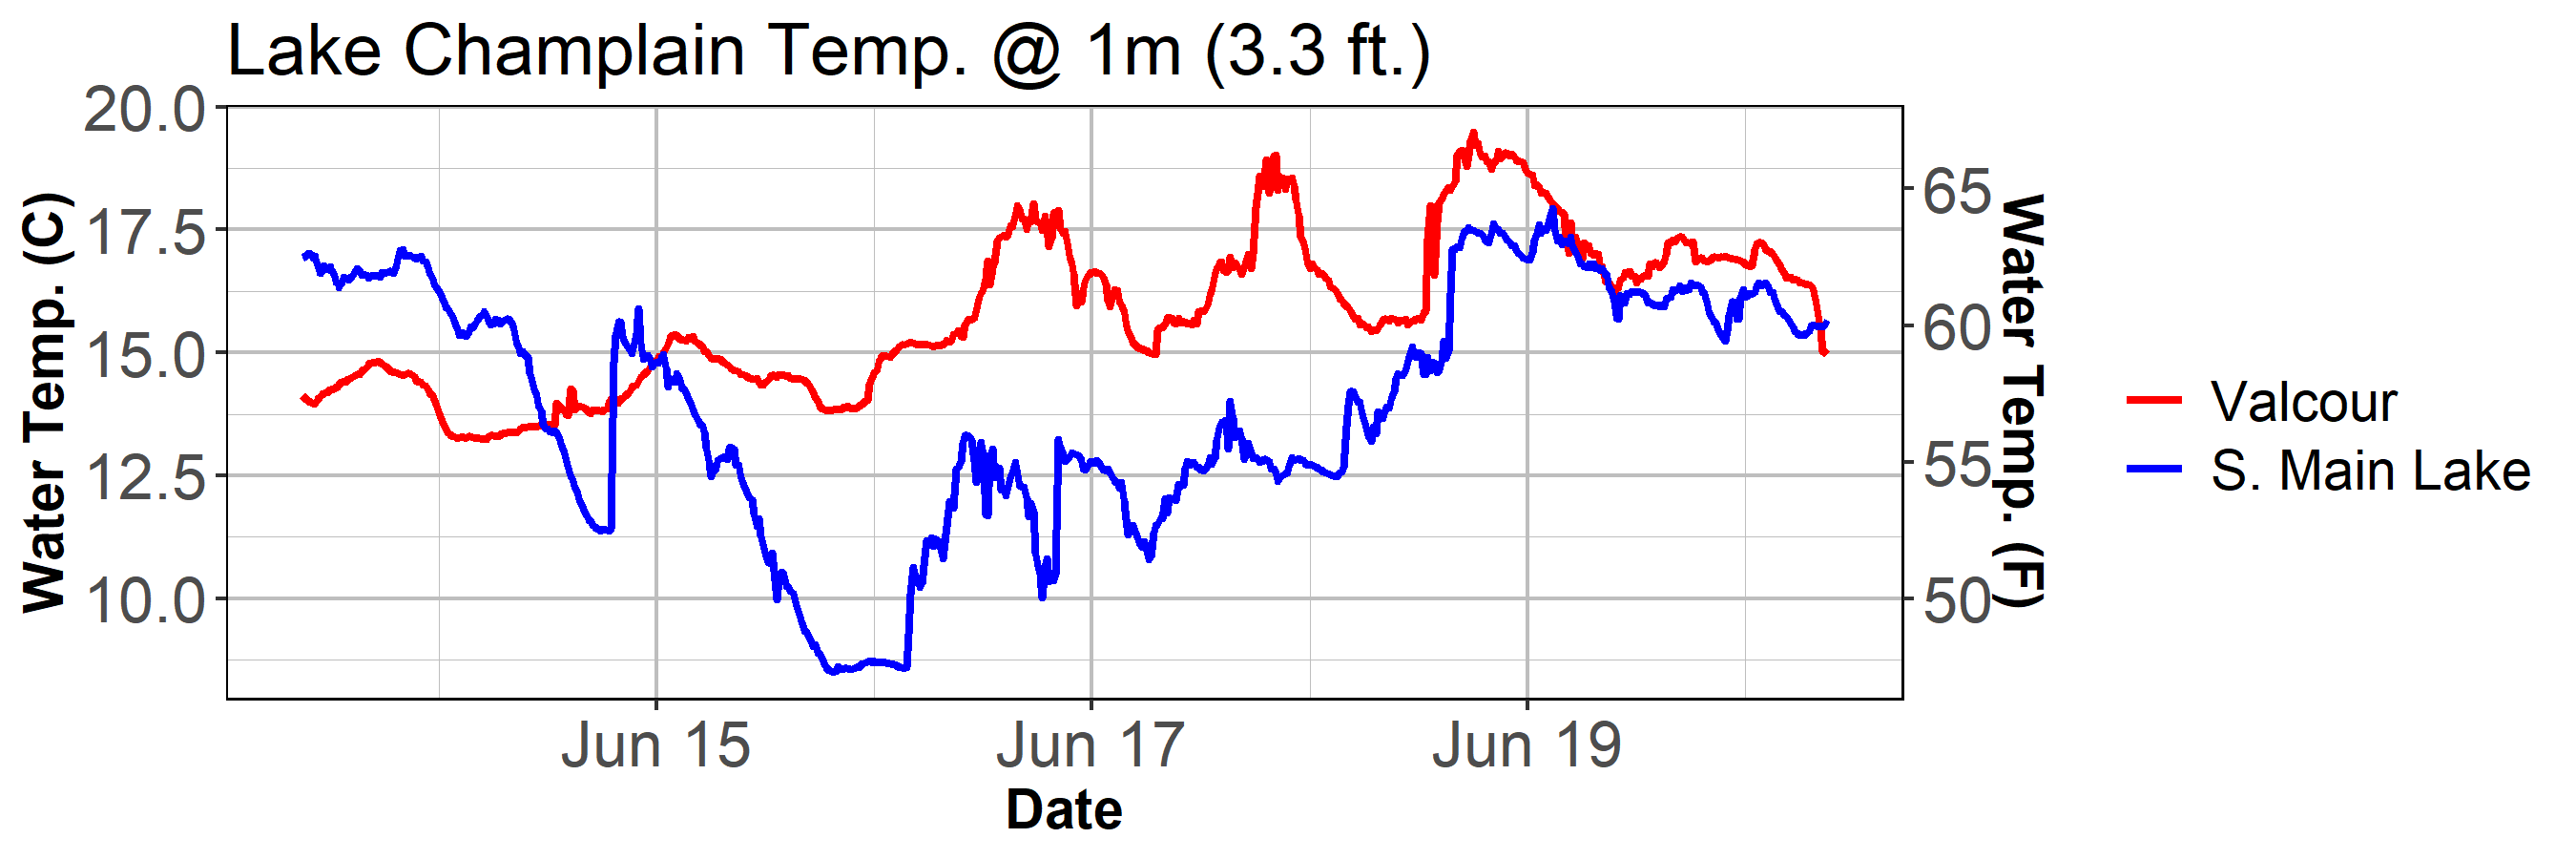 Lake Champlain Temp. @ 1m (3.3 ft.)
Water Temp. (C)
20.0
17.5
15.0
12.5
10.0
65
60
55
50
Water Temp. (F)
Jun 15
Jun 17
Jun 19
Date
Valcour
S. Main Lake